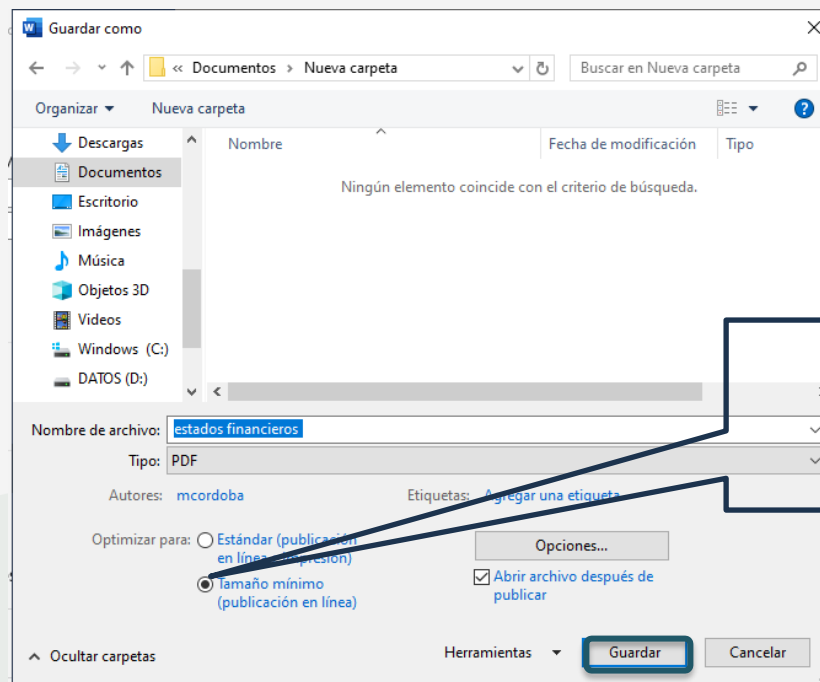 Guardar como
« Documentos › Nueva carpeta
Buscar en Nueva carpeta
Organizar
Nueva carpeta
Nombre
Fecha de modificación
Tipo
Descargas
Documentos
Escritorio
Imágenes
Música
Objetos 3D
Videos
Windows (C:)
DATOS (D:)
Ningún elemento coincide con el criterio de búsqueda.
Nombre de archivo: estados financieros
Tipo: PDF
Autores: mcordoba
Etiquetas: Agregar una etiqueta
Optimizar para:
Estándar (publicación
en línea e impresión)
Tamaño mínimo
(publicación en línea)
Opciones...
Abrir archivo después de
publicar
Ocultar carpetas
Herramientas
Guardar
Cancelar